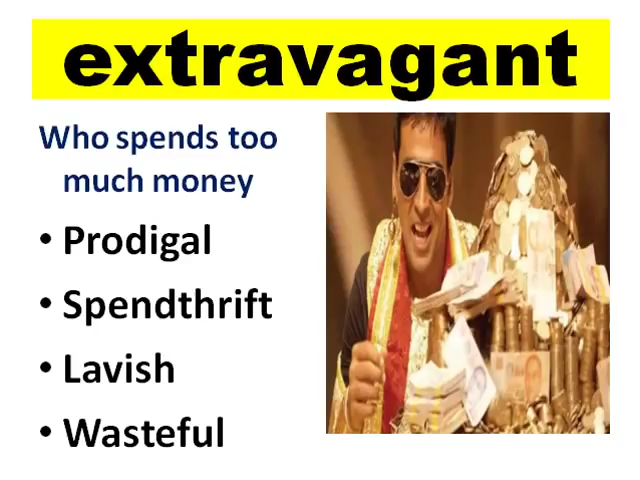 extravagant
Who spends too
much money
• Prodigal
• Spendthrift
• Lavish
• Wasteful